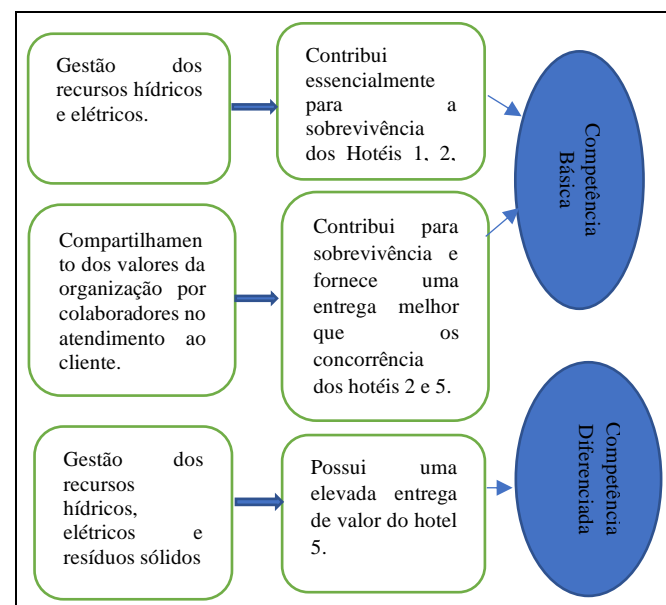 Gestão dos
recursos hídricos
e elétricos.
Contribui
essencialmente
para a
sobrevivência
dos Hotéis 1, 2,
Competência
Básica
Compartilhamen
to dos valores da
organização por
colaboradores no
atendimento ao
cliente.
Contribui para
sobrevivência e
fornece uma
entrega melhor
que os
concorrência
dos hotéis 2 e 5.
Gestão dos
recursos
hídricos,
elétricos e
resíduos sólidos
Possui uma
elevada entrega
de valor do hotel
5.
Competência
Diferenciada